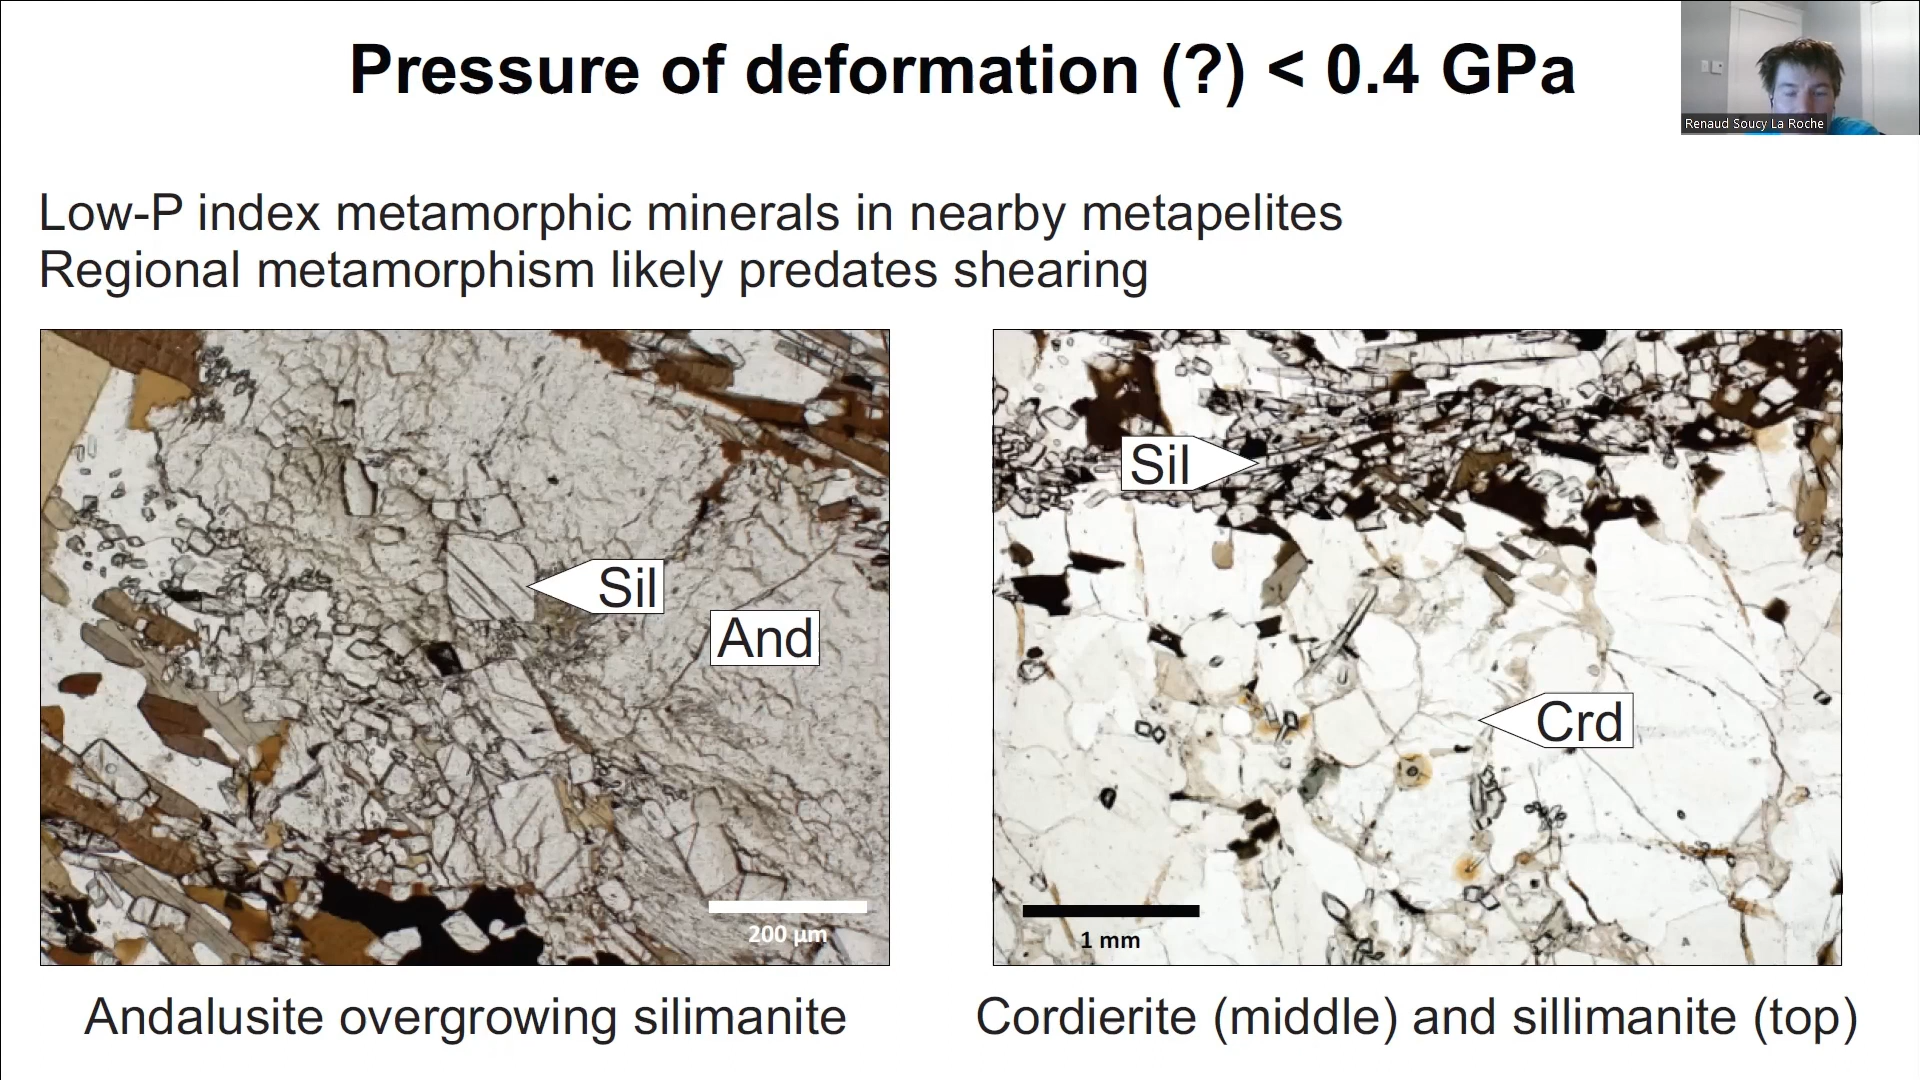 Pressure of deformation (?) < 0.4 GPa
Renaud Soucy La Roche
Low-P index metamorphic minerals in nearby metapelites
Regional metamorphism likely predates shearing
Sil
And
200 µm
Sil
Crd
1 mm
Andalusite overgrowing silimanite
Cordierite (middle) and sillimanite (top)